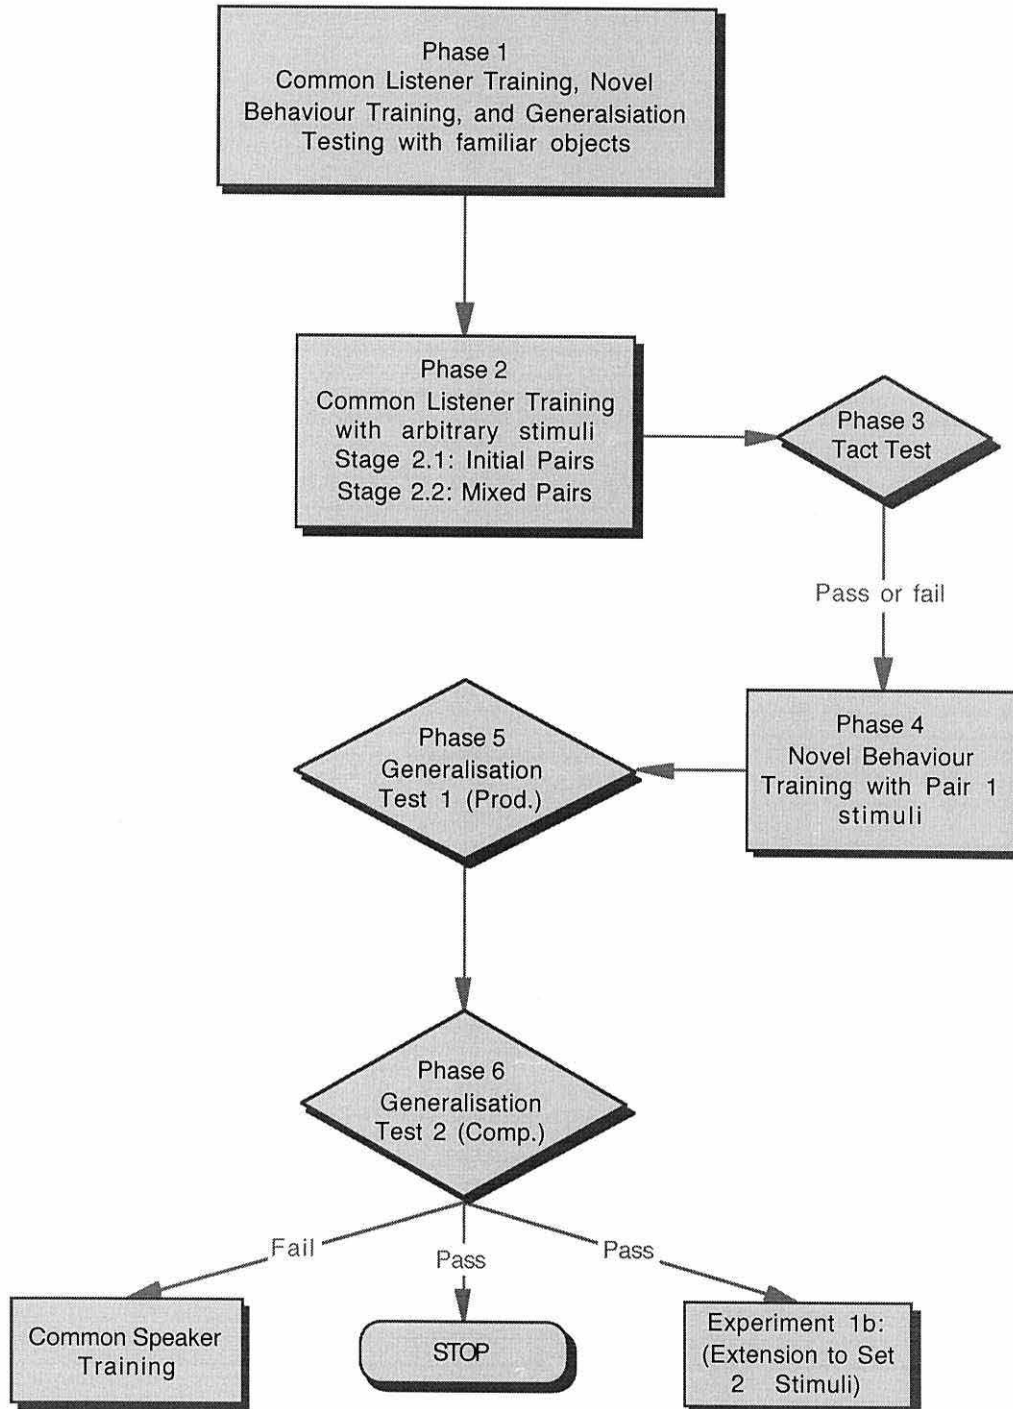 Phase 1
Common Listener Training, Novel
Behaviour Training, and Generalsiation
Testing with familiar objects
Phase 2
Common Listener Training
with arbitrary stimuli
Stage 2.1: Initial Pairs
Stage 2.2: Mixed Pairs
Phase 3
Tact Test
Pass or fail
Phase 4
Novel Behaviour
Training with Pair 1
stimuli
Phase 5
Generalisation
Test 1 (Prod.)
Phase 6
Generalisation
Test 2 (Comp.)
Fail
Pass
Pass
Common Speaker
Training
STOP
Experiment 1b:
(Extension to Set
2 Stimuli)